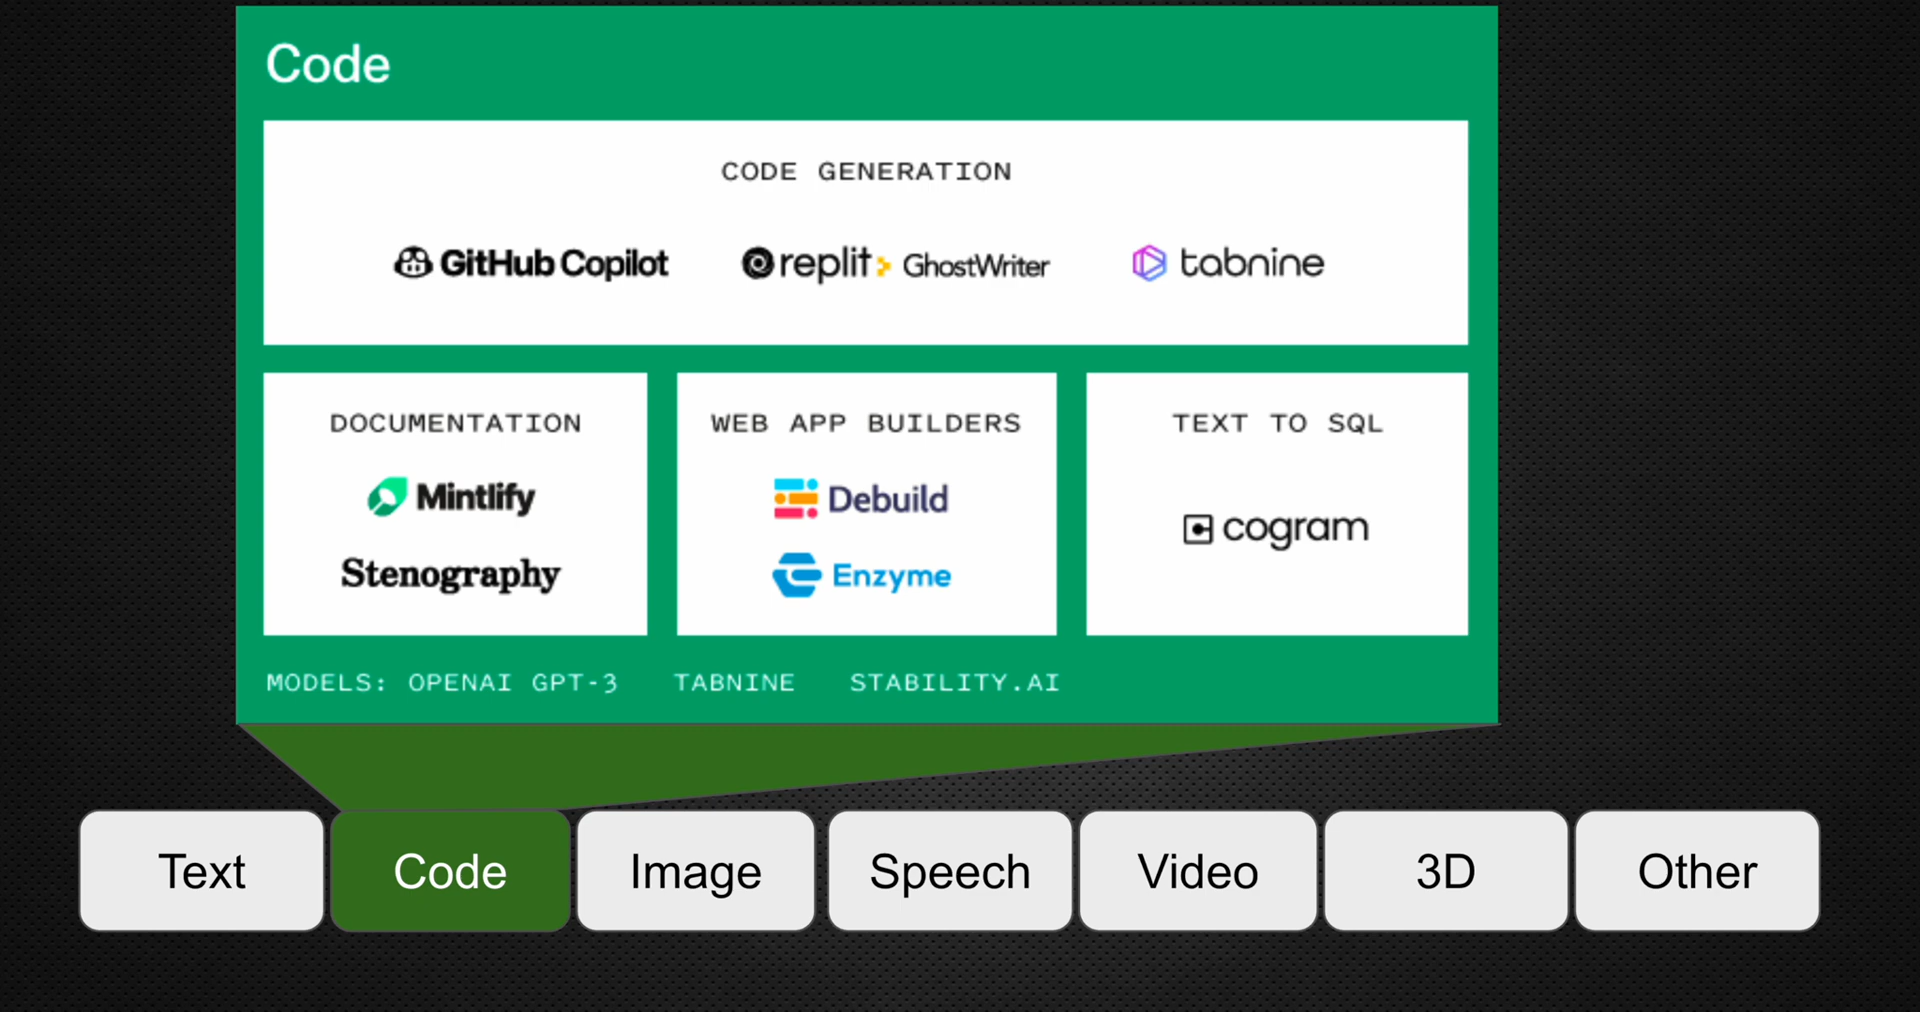 Code
CODE GENERATION
GitHub Copilot replit GhostWriter tabnine
DOCUMENTATION
Mintlify
Stenography
WEB APP BUILDERS
Debuild
Enzyme
TEXT TO SQL
cogram
MODELS: OPENAI GPT-3 TABNINE STABILITY.AI
Text Code Image Speech Video 3D Other